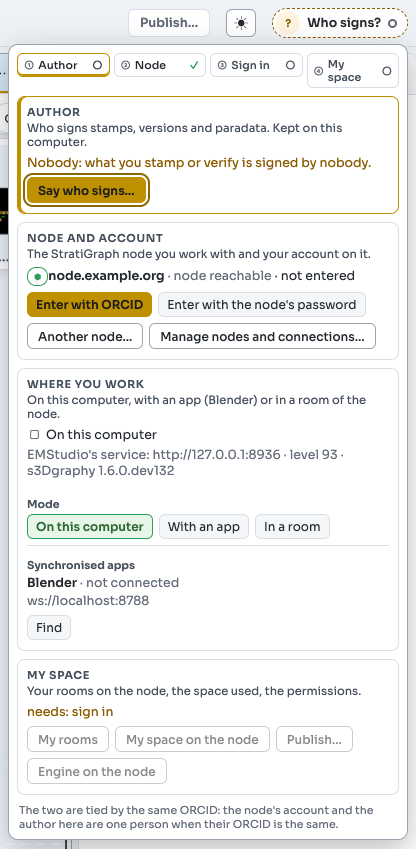 Publish...
? Who signs?
1 Author
2 Node
3 Sign in
4 My space
AUTHOR
Who signs stamps, versions and paradata. Kept on this
computer.
Nobody: what you stamp or verify is signed by nobody.
Say who signs...
NODE AND ACCOUNT
The StratiGraph node you work with and your account on it.
node.example.org · node reachable · not entered
Enter with ORCID
Enter with the node's password
Another node...
Manage nodes and connections...
WHERE YOU WORK
On this computer, with an app (Blender) or in a room of the
node.
On this computer
EMStudio's service: http://127.0.0.1:8936 · level 93 ·
s3Dgraphy 1.6.0.dev132
Mode
On this computer
With an app
In a room
Synchronised apps
Blender · not connected
ws://localhost:8788
Find
MY SPACE
Your rooms on the node, the space used, the permissions.
needs: sign in
My rooms
My space on the node
Publish...
Engine on the node
The two are tied by the same ORCID: the node's account and the
author here are one person when their ORCID is the same.